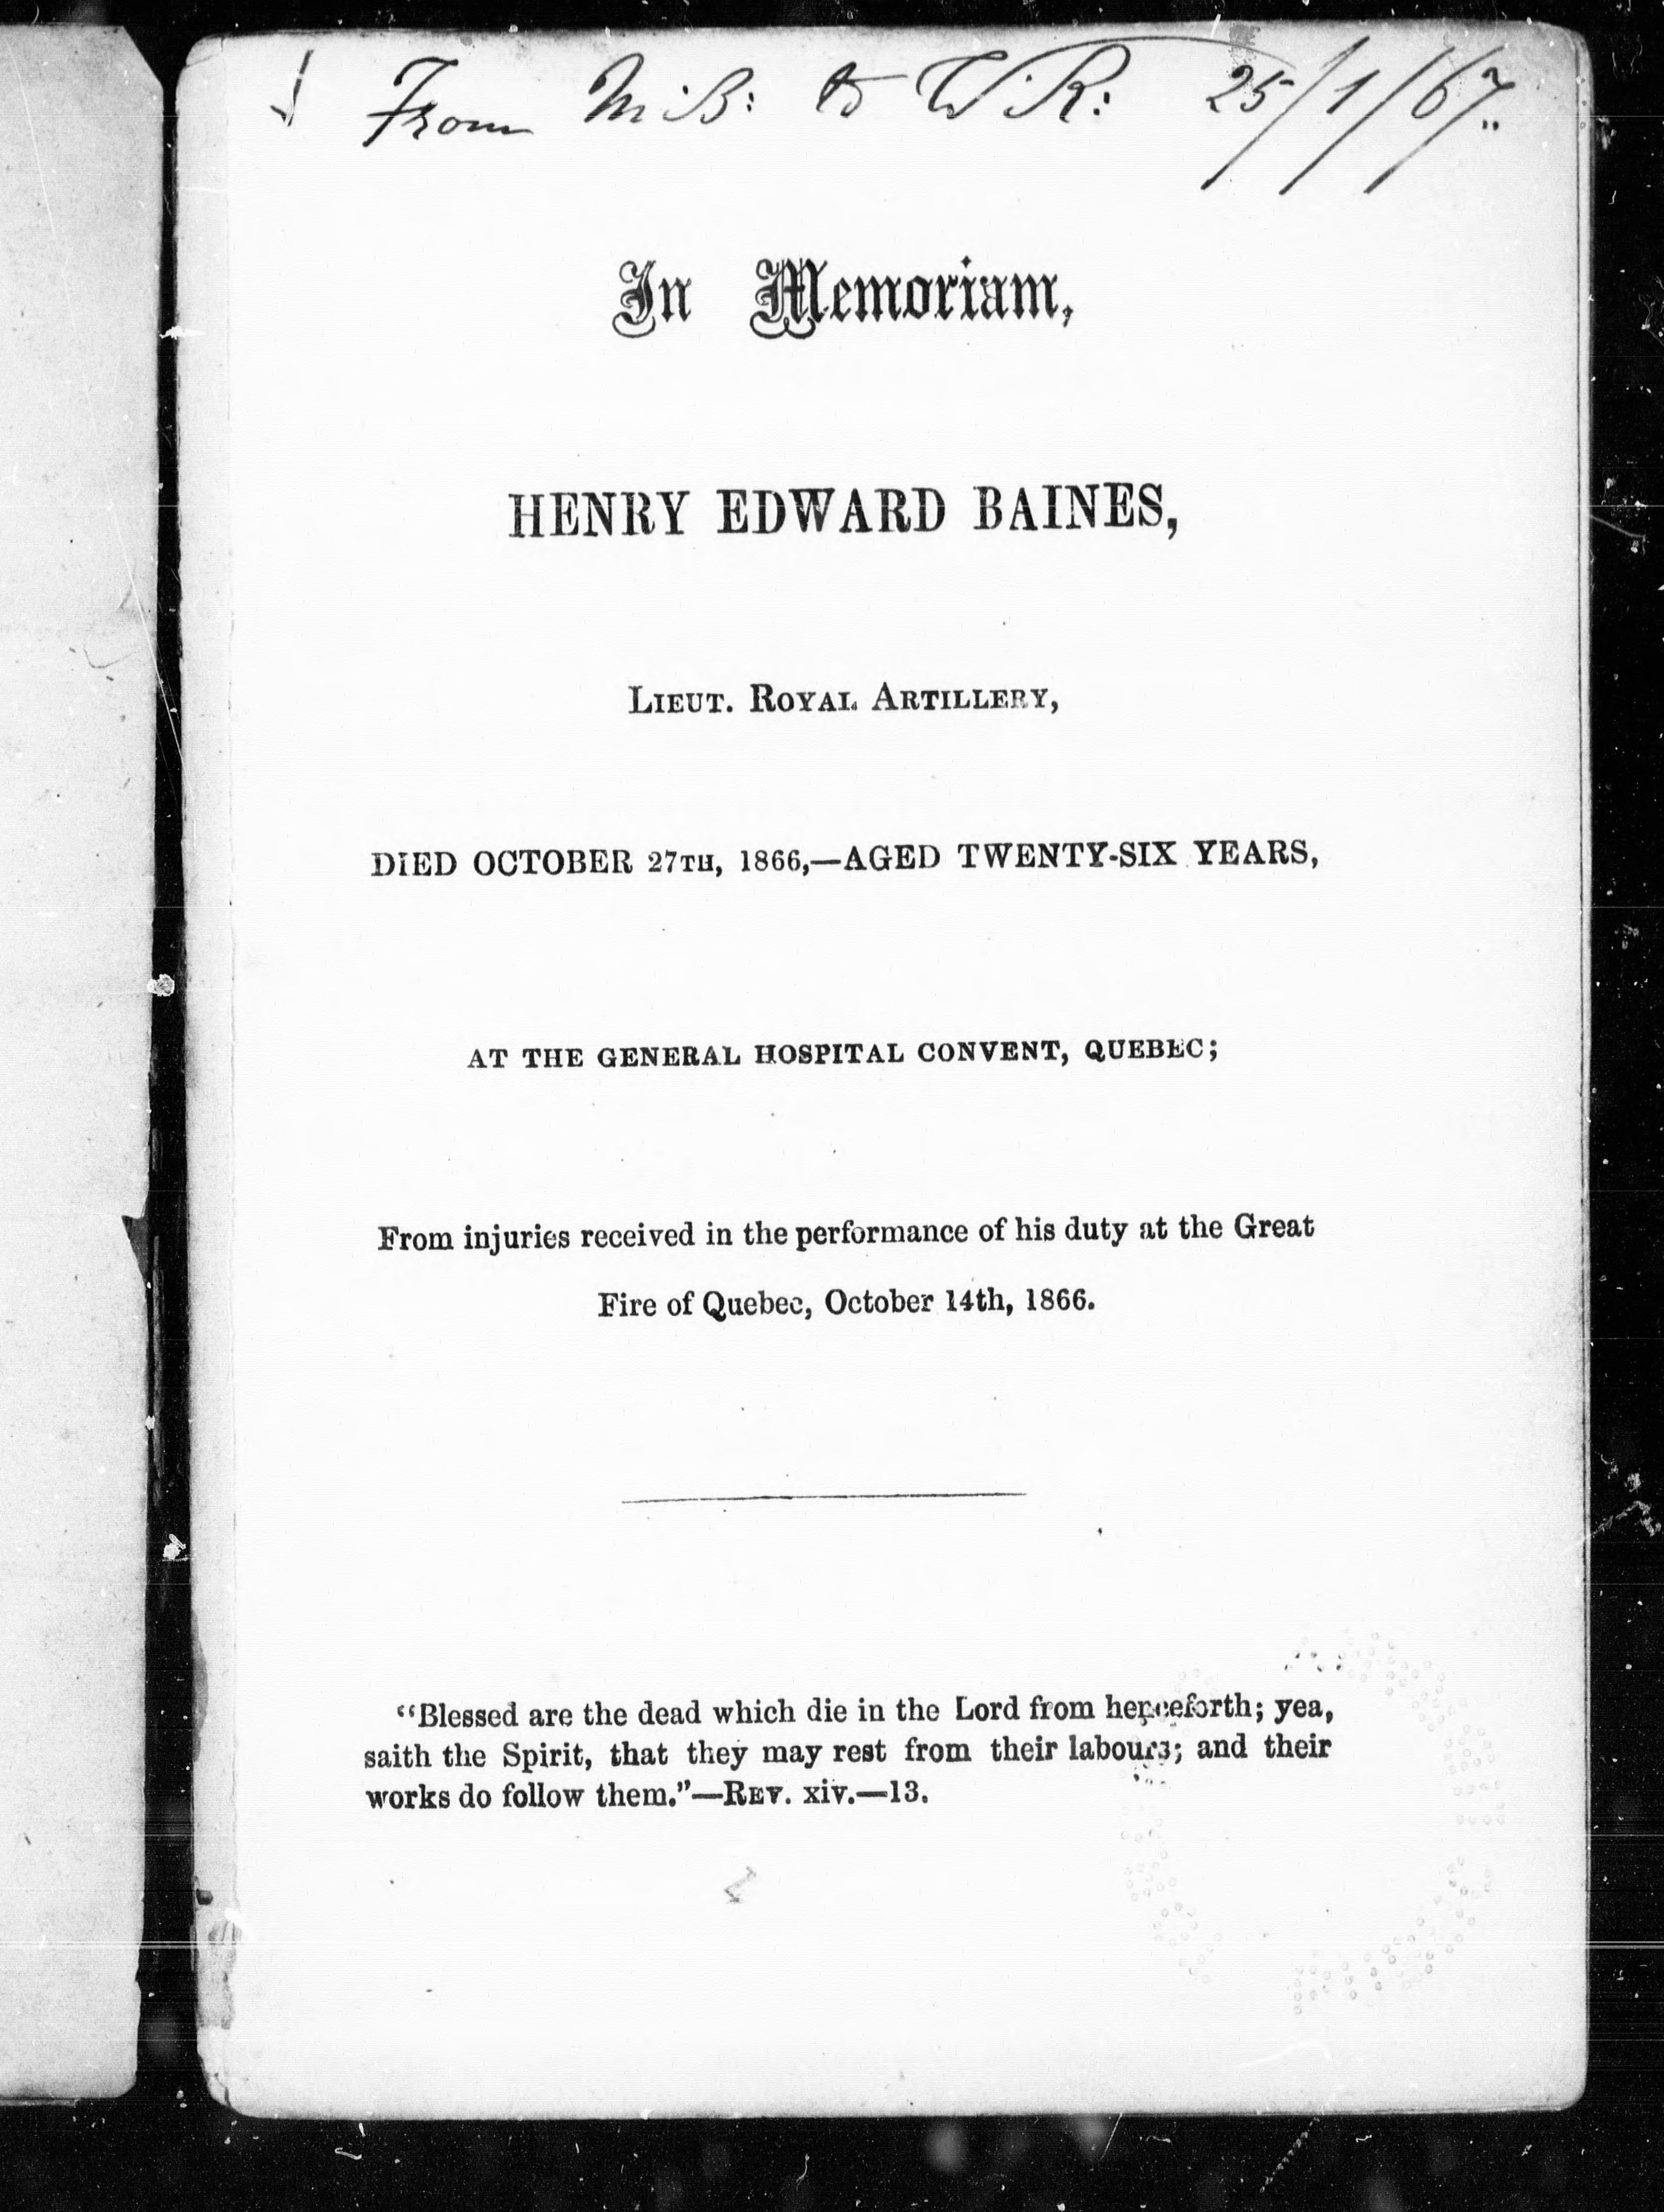 From M.B: to W.R: 25/1/67.
In Memoriam,
HENRY EDWARD BAINES,
LIEUT. ROYAL ARTILLERY,
DIED OCTOBER 27TH, 1866,—AGED TWENTY-SIX YEARS,
AT THE GENERAL HOSPITAL CONVENT, QUEBEC;
From injuries received in the performance of his duty at the Great
Fire of Quebec, October 14th, 1866.
“Blessed are the dead which die in the Lord from henceforth; yea,
saith the Spirit, that they may rest from their labours; and their
works do follow them.”—REV. xiv.—13.